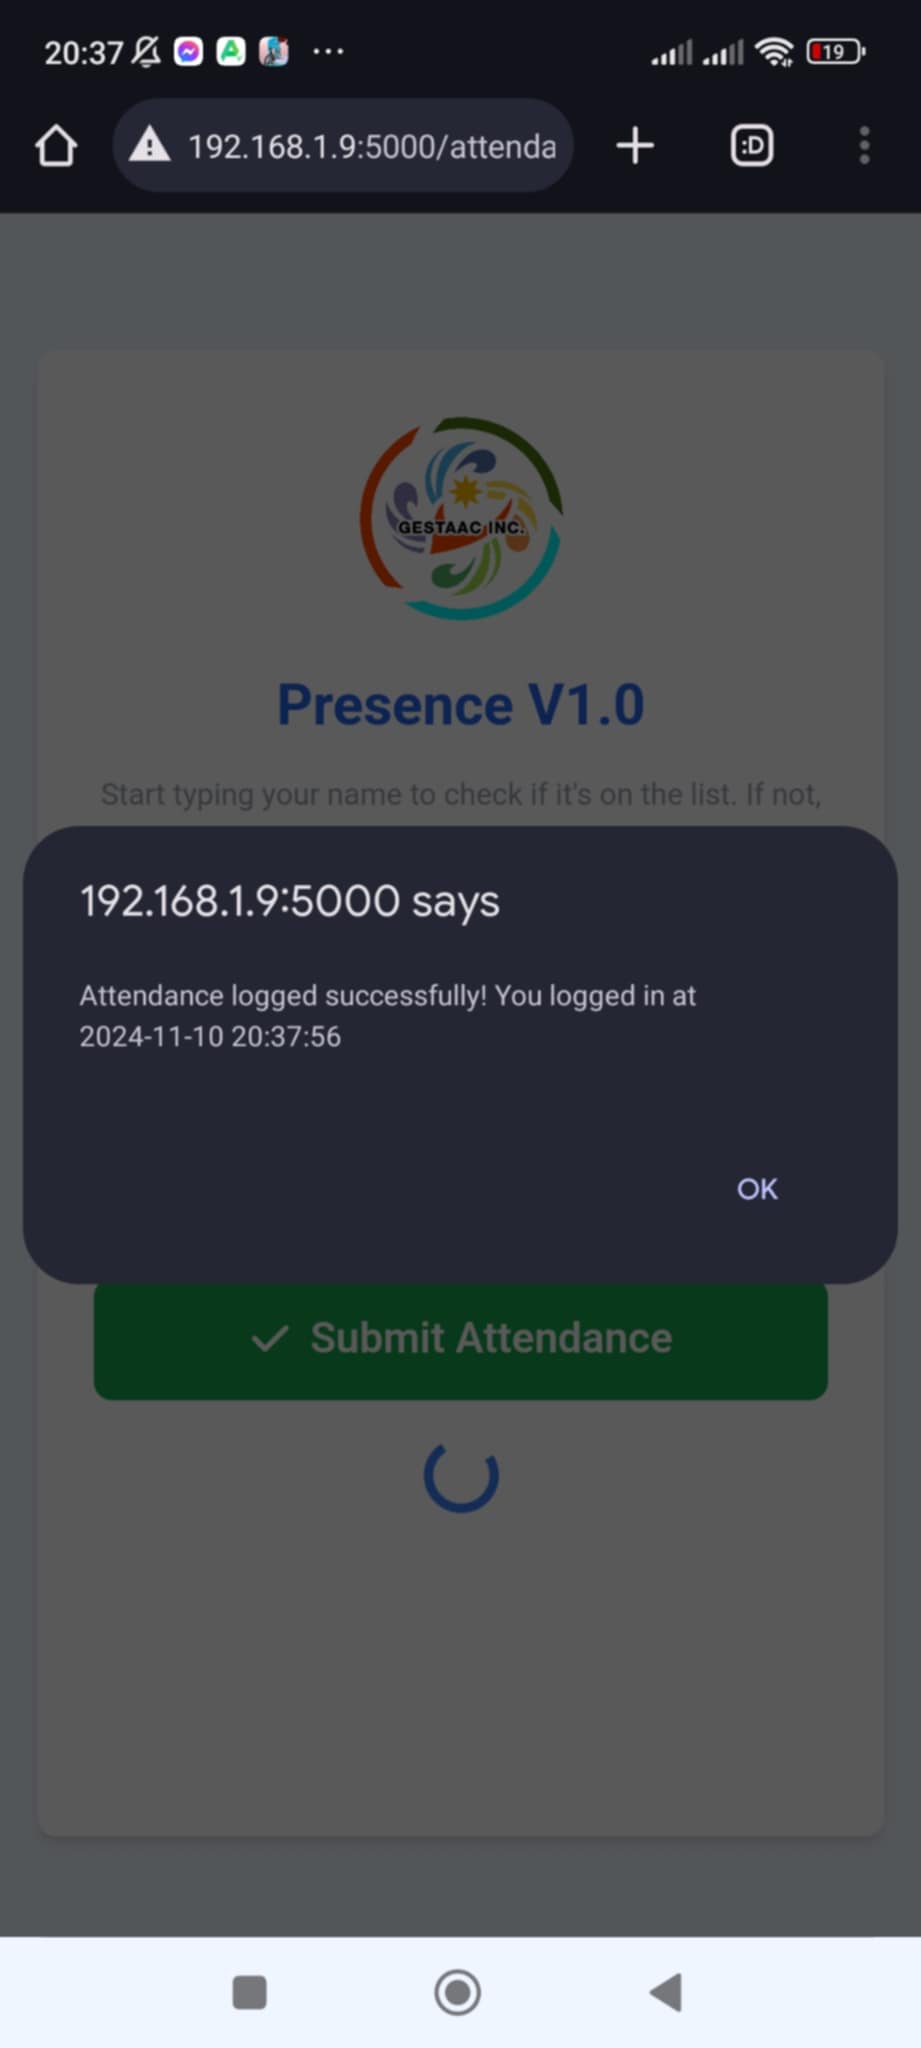 20:37
19
192.168.1.9:5000/attenda
:D
GESTAAC INC.
Presence V1.0
Start typing your name to check if it's on the list. If not,
192.168.1.9:5000 says
Attendance logged successfully! You logged in at
2024-11-10 20:37:56
OK
Submit Attendance